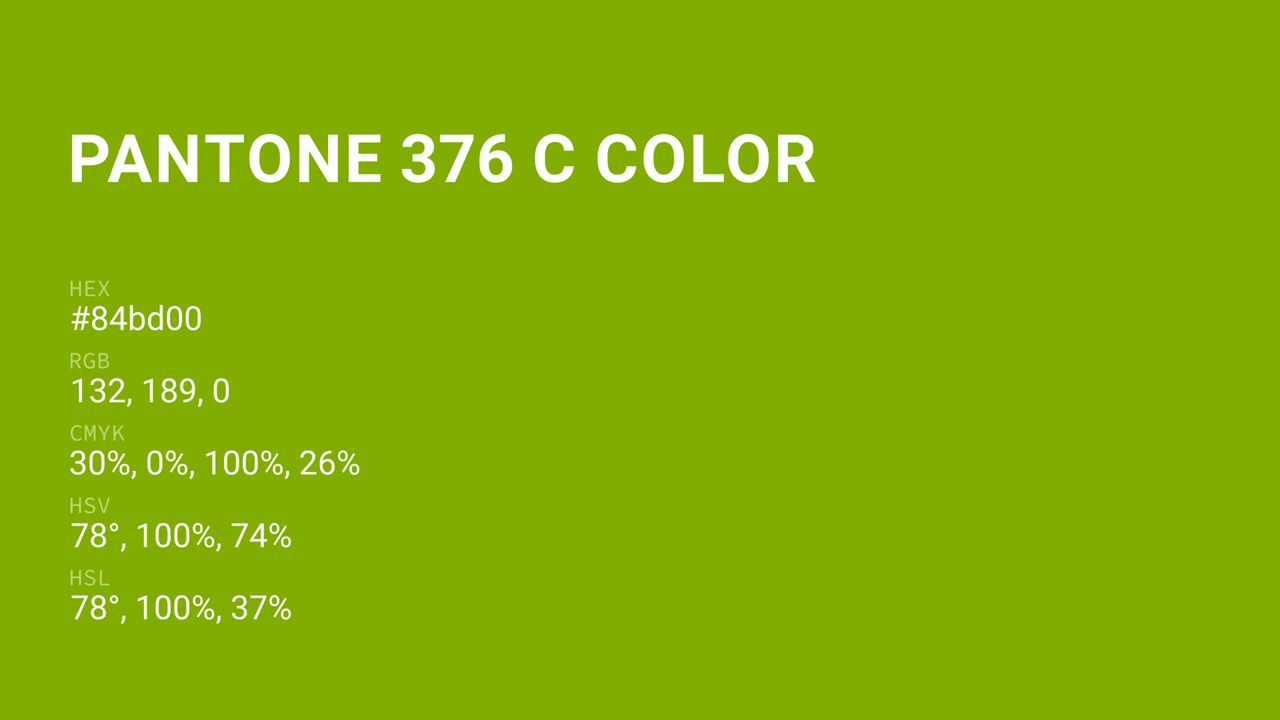 PANTONE 376 C COLOR
HEX
#84bd00
RGB
132, 189, 0
CMYK
30%, 0%, 100%, 26%
HSV
78°, 100%, 74%
HSL
78°, 100%, 37%